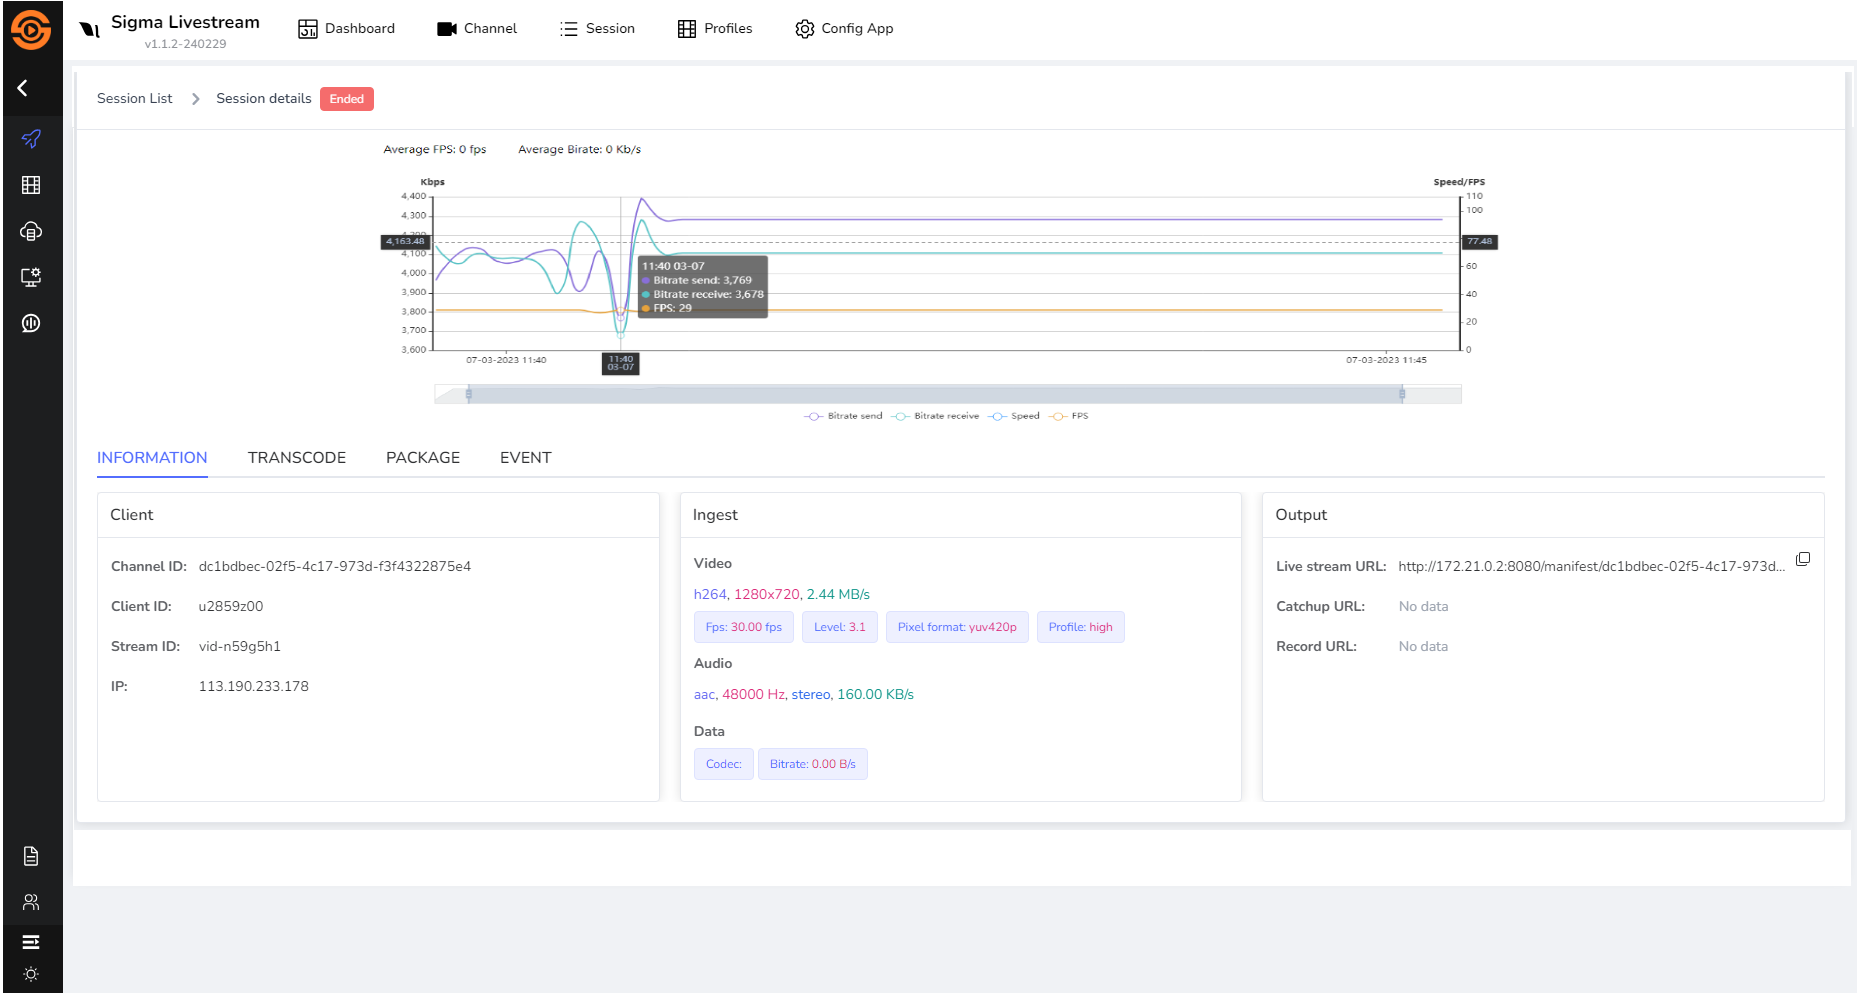 Sigma Livestream
v1.1.2-240229
Dashboard
Channel
Session
Profiles
Config App
Session List
Session details
Ended
Average FPS: 0 fps
Average Birate: 0 Kb/s
Kbps
Speed/FPS
4,400
4,300
4,200
4,163.48
4,100
4,000
3,900
3,800
3,700
3,600
110
100
77.48
60
40
20
0
11:40 03-07
Bitrate send: 3,769
Bitrate receive: 3,678
FPS: 29
07-03-2023 11:40
11:40
03-07
07-03-2023 11:45
Bitrate send
Bitrate receive
Speed
FPS
INFORMATION
TRANSCODE
PACKAGE
EVENT
Client
Channel ID: dc1bdbec-02f5-4c17-973d-f3f4322875e4
Client ID: u2859z00
Stream ID: vid-n59g5h1
IP: 113.190.233.178
Ingest
Video
h264, 1280x720, 2.44 MB/s
Fps: 30.00 fps
Level: 3.1
Pixel format: yuv420p
Profile: high
Audio
aac, 48000 Hz, stereo, 160.00 KB/s
Data
Codec:
Bitrate: 0.00 B/s
Output
Live stream URL: http://172.21.0.2:8080/manifest/dc1bdbec-02f5-4c17-973d...
Catchup URL: No data
Record URL: No data